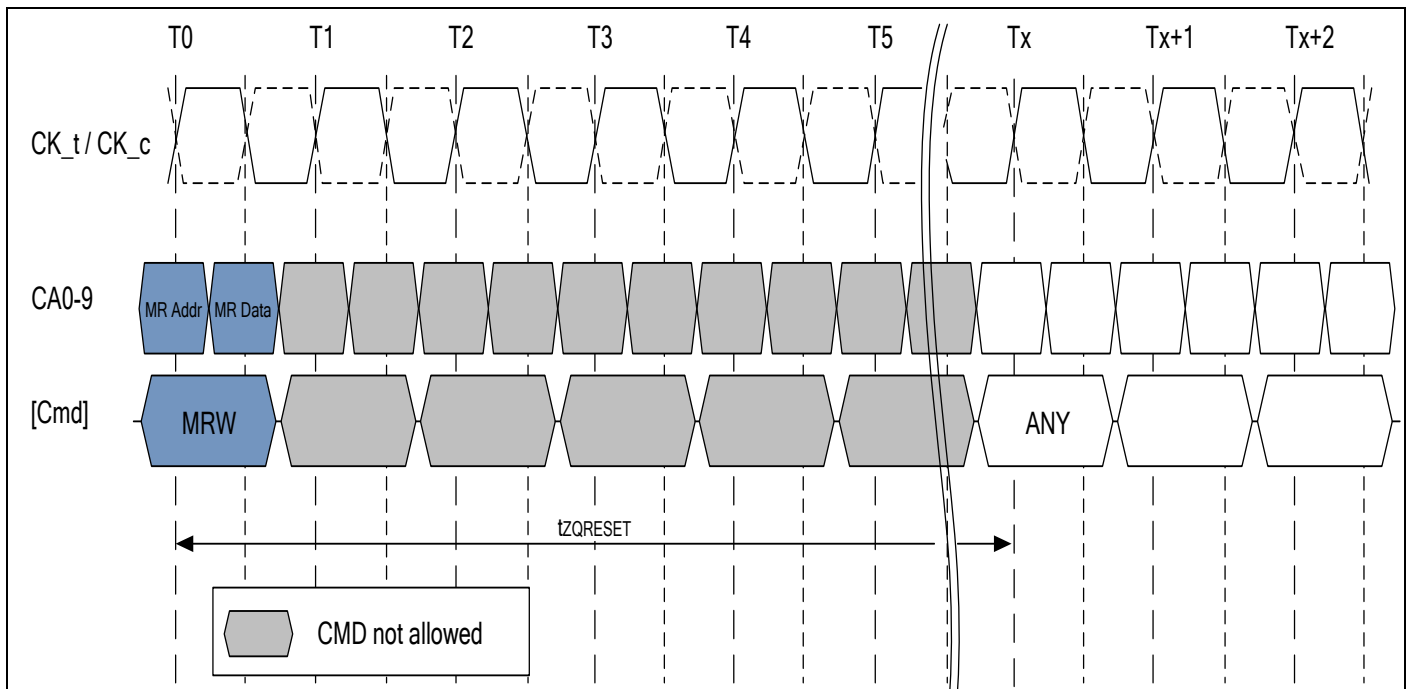 T0 T1 T2 T3 T4 T5 Tx Tx+1 Tx+2
CK_t / CK_c
CA0-9 MR Addr MR Data
[Cmd] MRW ANY
tZQRESET
CMD not allowed